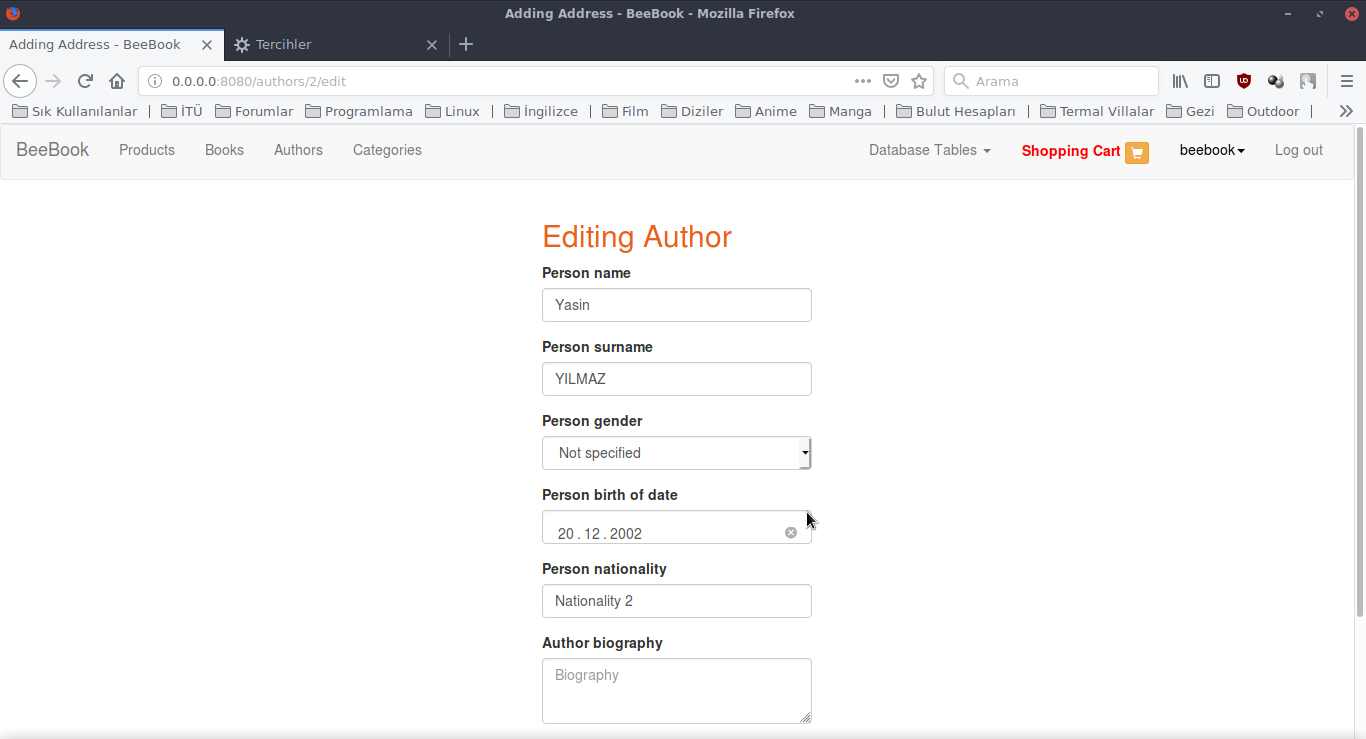 Adding Address - BeeBook - Mozilla Firefox
Adding Address - BeeBook Tercihler
0.0.0.0:8080/authors/2/edit Arama
Sık Kullanılanlar | İTÜ Forumlar Programlama Linux | İngilizce | Film Diziler Anime Manga | Bulut Hesapları | Termal Villalar Gezi Outdoor |
BeeBook Products Books Authors Categories Database Tables Shopping Cart beebook Log out
Editing Author
Person name
Yasin
Person surname
YILMAZ
Person gender
Not specified
Person birth of date
20 . 12 . 2002
Person nationality
Nationality 2
Author biography
Biography